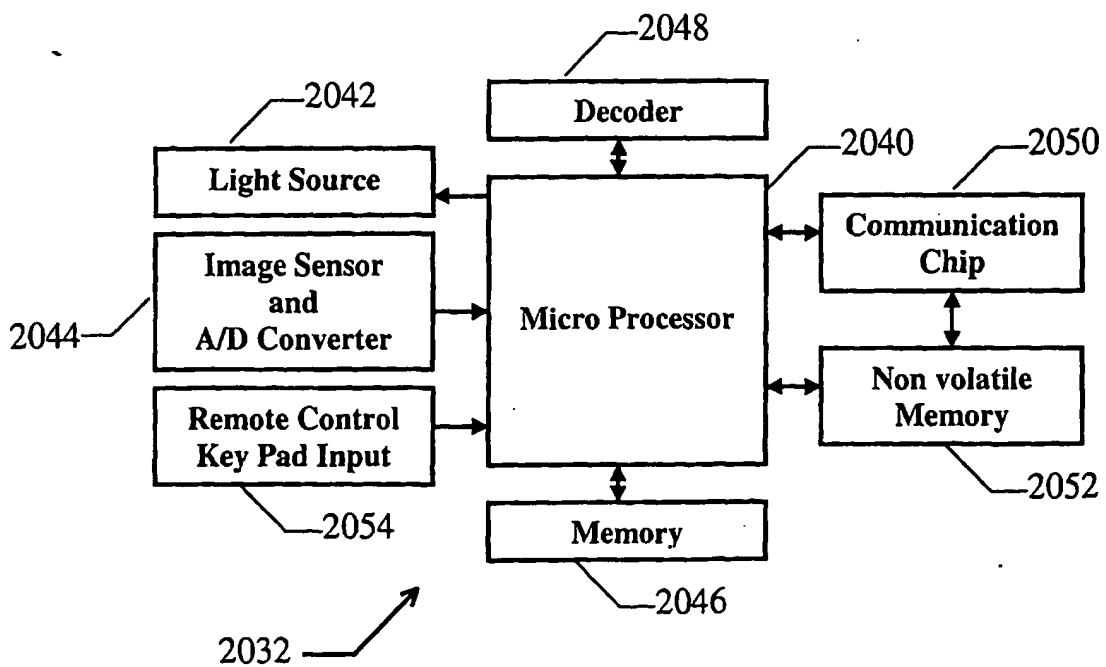 2048
2042
Decoder
2040
2050
Light Source
Communication
Chip
Image Sensor
and
A/D Converter
2044
Micro Processor
Non volatile
Memory
Remote Control
Key Pad Input
2052
2054
Memory
2046
2032